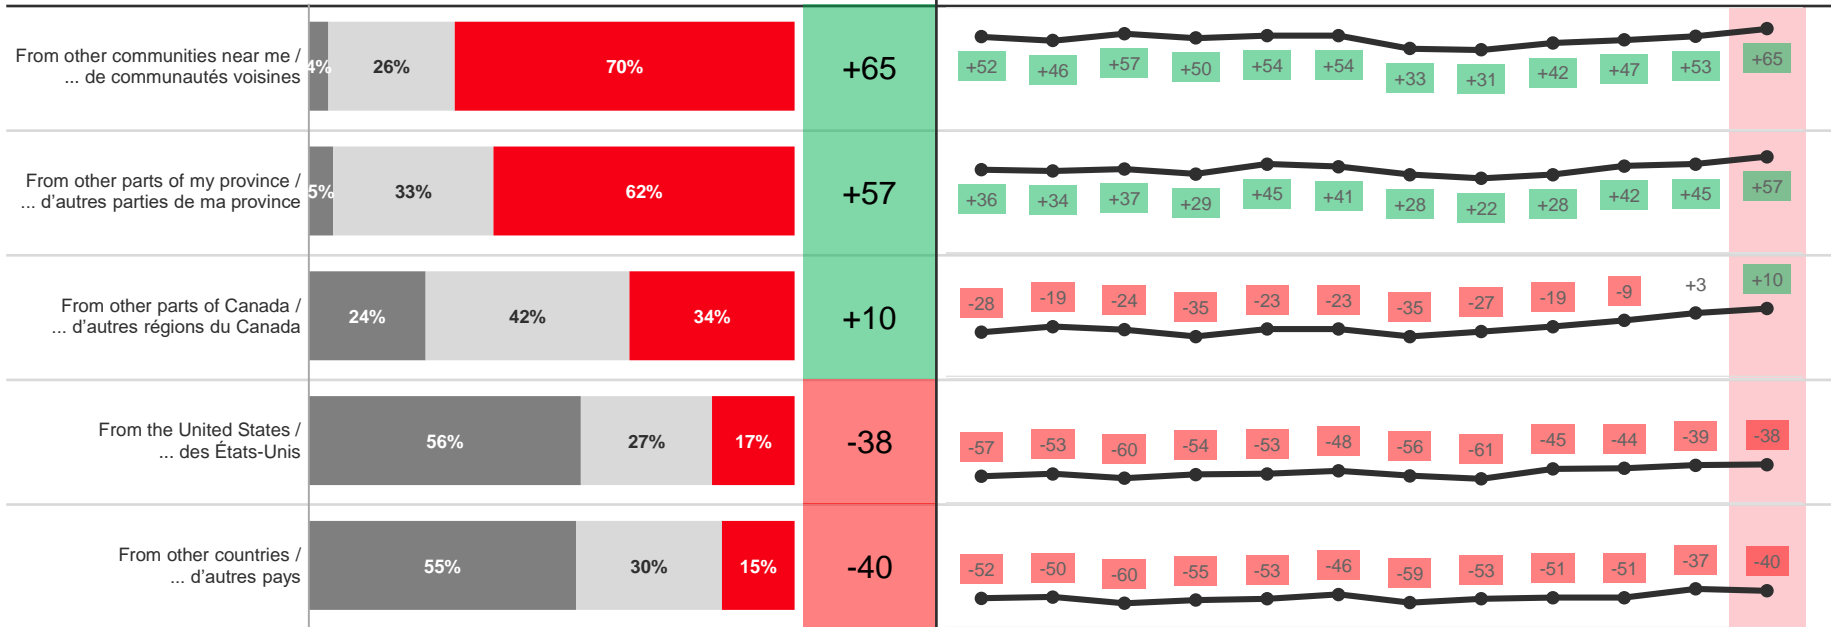 From other communities near me /
... de communautés voisines
4% 26% 70% +65 +52 +46 +57 +50 +54 +54 +33 +31 +42 +47 +53 +65
From other parts of my province /
... d'autres parties de ma province
5% 33% 62% +57 +36 +34 +37 +29 +45 +41 +28 +22 +28 +42 +45 +57
From other parts of Canada /
... d'autres régions du Canada
24% 42% 34% +10 -28 -19 -24 -35 -23 -23 -35 -27 -19 -9 +3 +10
From the United States /
... des États-Unis
56% 27% 17% -38 -57 -53 -60 -54 -53 -48 -56 -61 -45 -44 -39 -38
From other countries /
... d'autres pays
55% 30% 15% -40 -52 -50 -60 -55 -53 -46 -59 -53 -51 -51 -37 -40